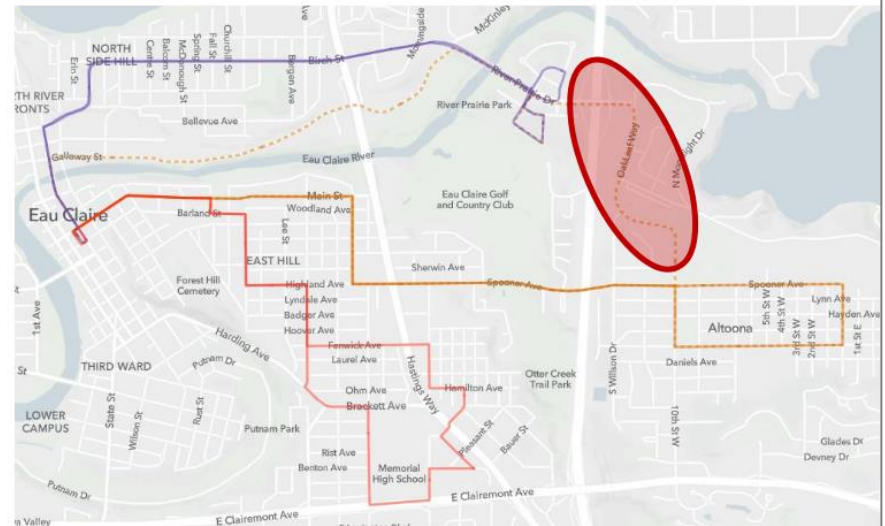 NORTH
SIDE HILL
Erin St
Centre St
Balcom St
McDonough St
Spring St
Fall St
Churchill St
Bergen Ave
Birch St
McKinley
River Prairie Dr
River Prairie Park
Bellevue Ave
Galloway St
Eau Claire River
Oakleaf Way
Main St
Woodland Ave
Eau Claire
Barland St
Lee St
Eau Claire Golf
and Country Club
EAST HILL
Sherwin Ave
Forest Hill
Cemetery
Highland Ave
Spooner Ave
Spooner Ave
Lyndale Ave
Badger Ave
Hoover Ave
1st Ave
Harding Ave
Fenwick Ave
Laurel Ave
Hastings Way
5th St W
4th St W
3rd St W
2nd St W
Lynn Ave
Hayden Ave
1st St E
Altoona
THIRD WARD
Putnam Dr
St
Ohm Ave
Brackett Ave
Hamilton Ave
Otter Creek
Trail Park
S Willson Dr
Daniels Ave
LOWER
CAMPUS
State St
Wilson St
Rust St
Putnam Park
Pleasant St
Bauer St
10th St W
Rist Ave
Benton Ave
Memorial
High School
Glades Dr
Devney Dr
Putnam Dr
E Clairemont Ave
E Clairemont Ave